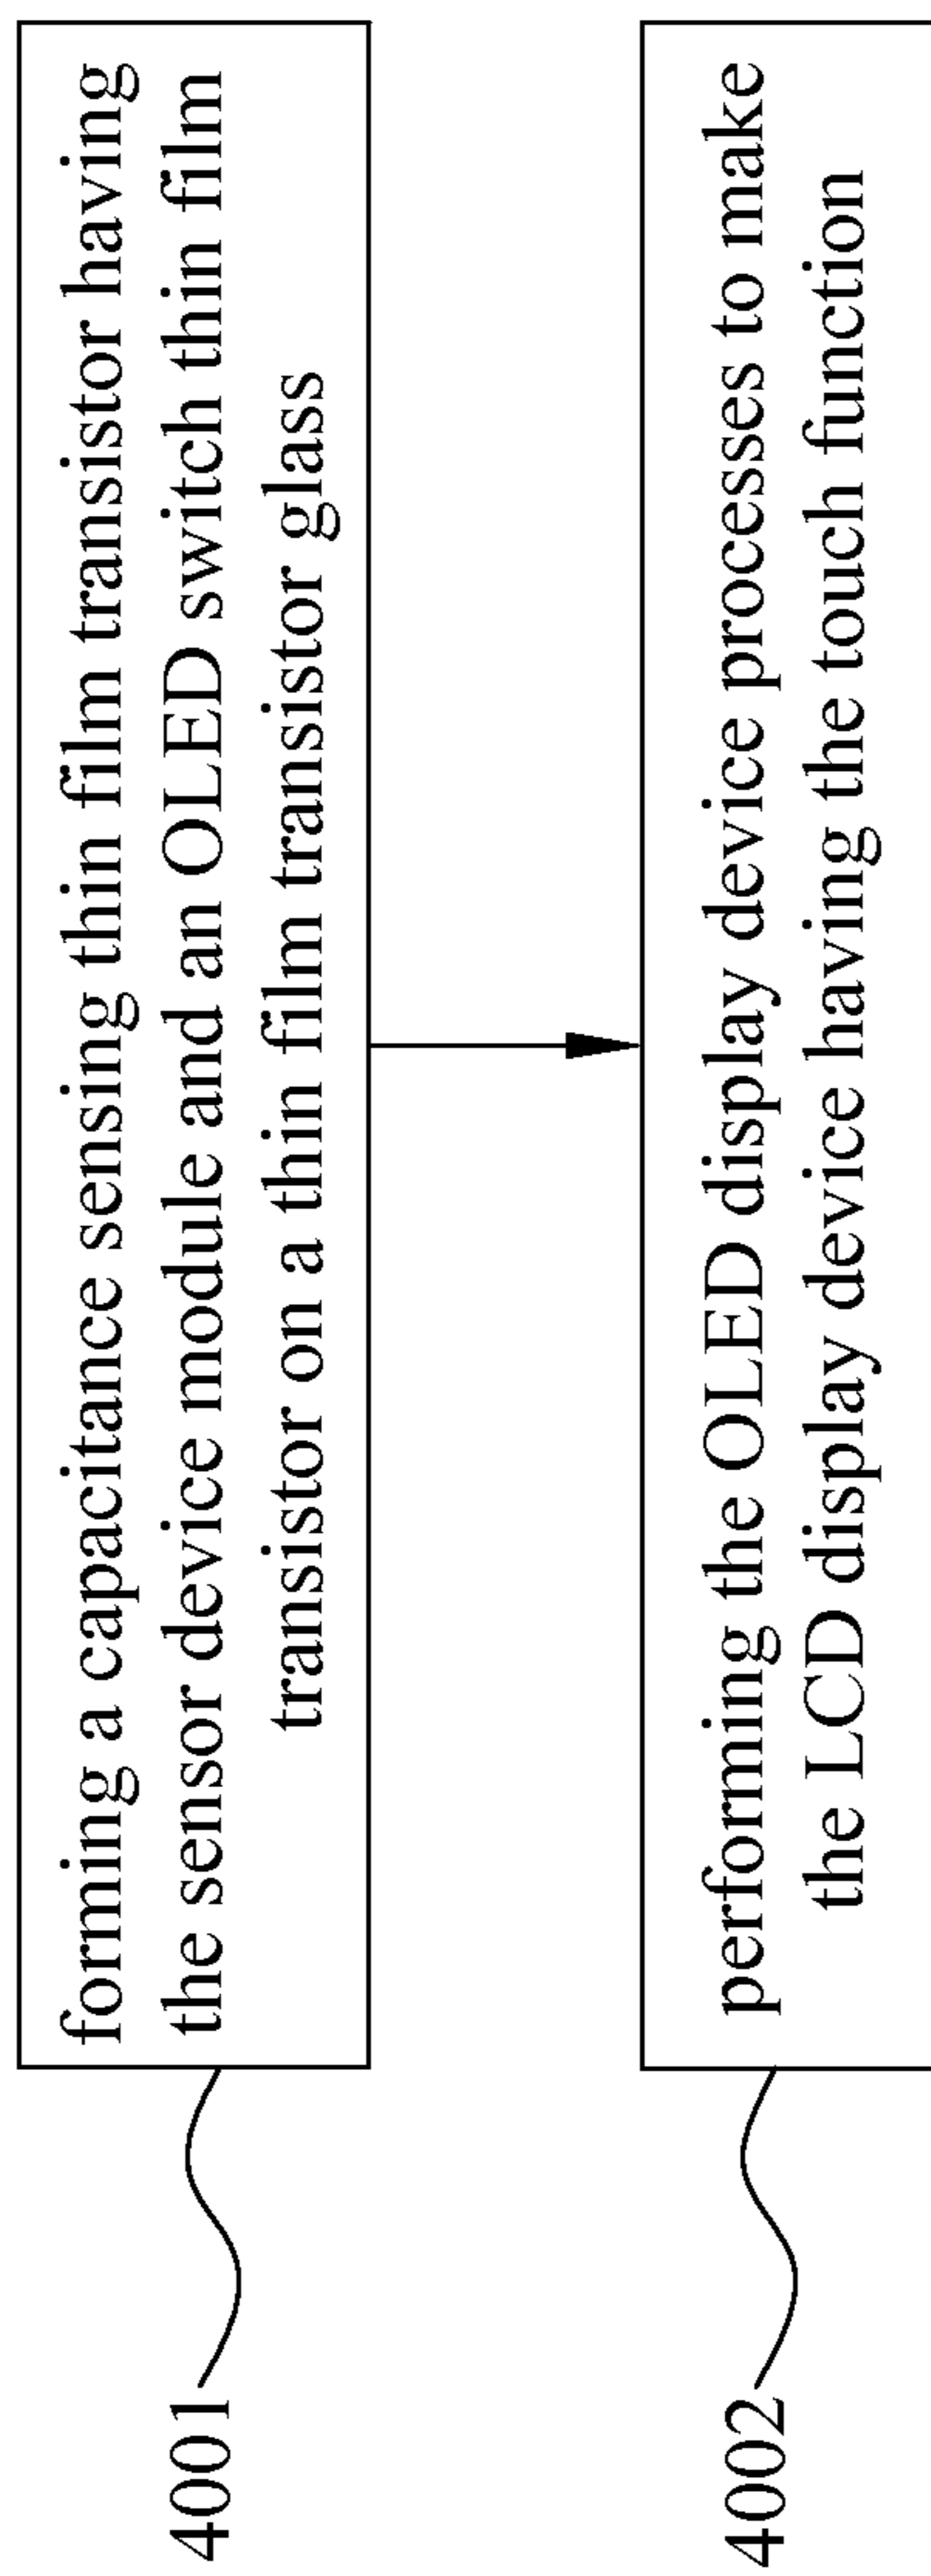 forming a capacitance sensing thin film transistor having
the sensor device module and an OLED switch thin film
transistor on a thin film transistor glass
4001
performing the OLED display device processes to make
the LCD display device having the touch function
4002